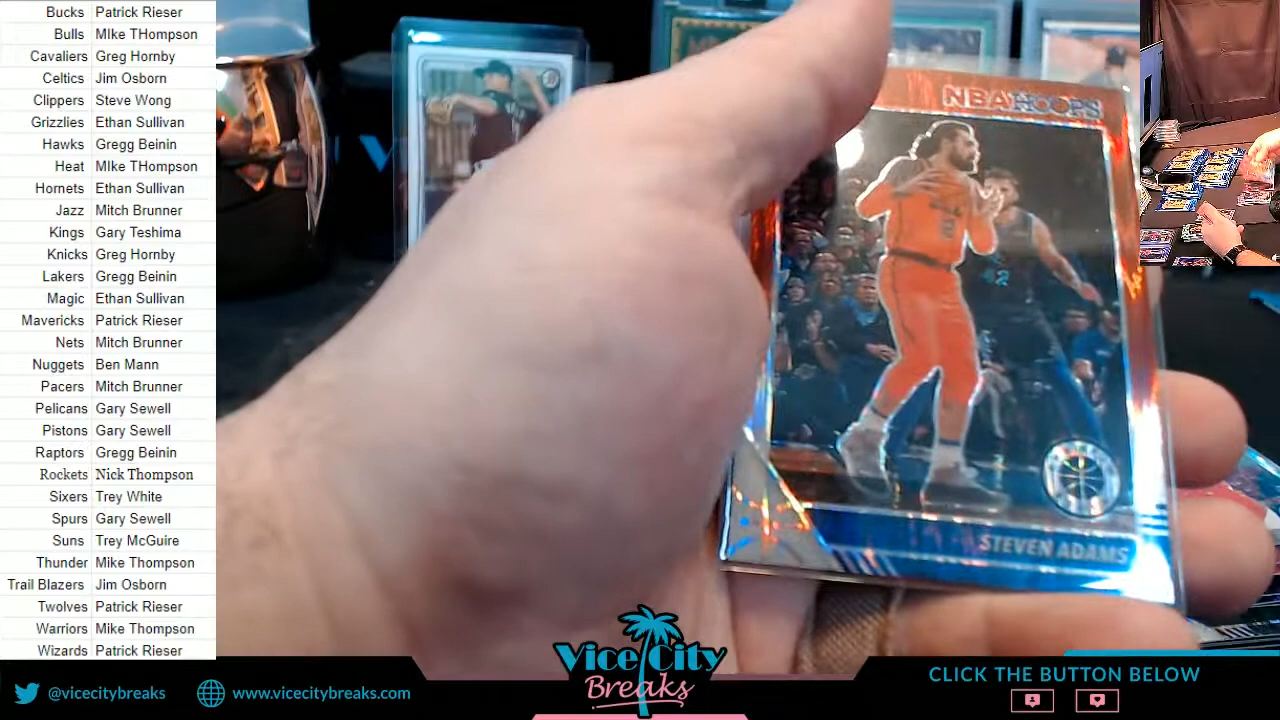 Bucks Patrick Rieser
Bulls MIke THompson
Cavaliers Greg Hornby
Celtics Jim Osborn
Clippers Steve Wong
Grizzlies Ethan Sullivan
Hawks Gregg Beinin
Heat MIke THompson
Hornets Ethan Sullivan
Jazz Mitch Brunner
Kings Gary Teshima
Knicks Greg Hornby
Lakers Gregg Beinin
Magic Ethan Sullivan
Mavericks Patrick Rieser
Nets Mitch Brunner
Nuggets Ben Mann
Pacers Mitch Brunner
Pelicans Gary Sewell
Pistons Gary Sewell
Raptors Gregg Beinin
Rockets Nick Thompson
Sixers Trey White
Spurs Gary Sewell
Suns Trey McGuire
Thunder Mike Thompson
Trail Blazers Jim Osborn
Twolves Patrick Rieser
Warriors Mike Thompson
Wizards Patrick Rieser
NBA HOOPS
STEVEN ADAMS
@vicecitybreaks
www.vicecitybreaks.com
Vice City
Breaks
CLICK THE BUTTON BELOW